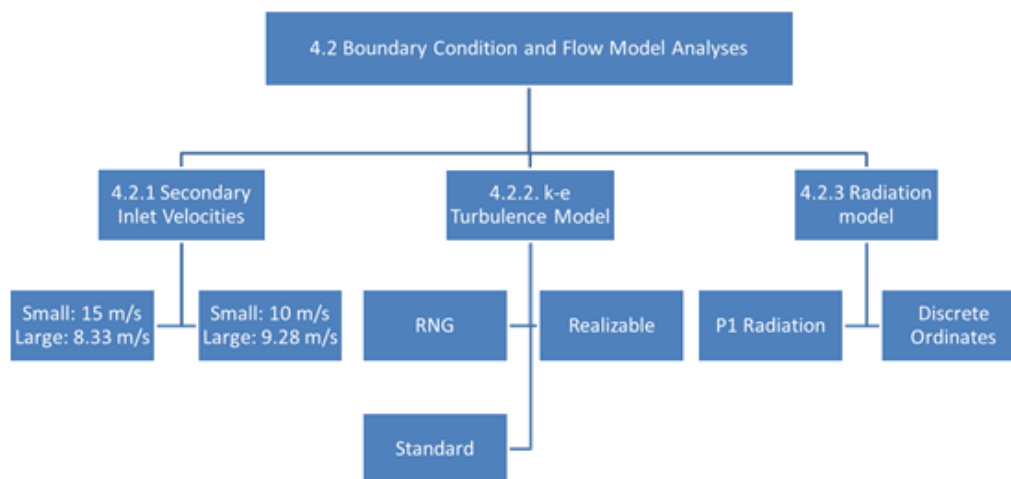 4.2 Boundary Condition and Flow Model Analyses
4.2.1 Secondary
Inlet Velocities
4.2.2. k-e
Turbulence Model
4.2.3 Radiation
model
Small: 15 m/s
Large: 8.33 m/s
Small: 10 m/s
Large: 9.28 m/s
RNG
Realizable
P1 Radiation
Discrete
Ordinates
Standard